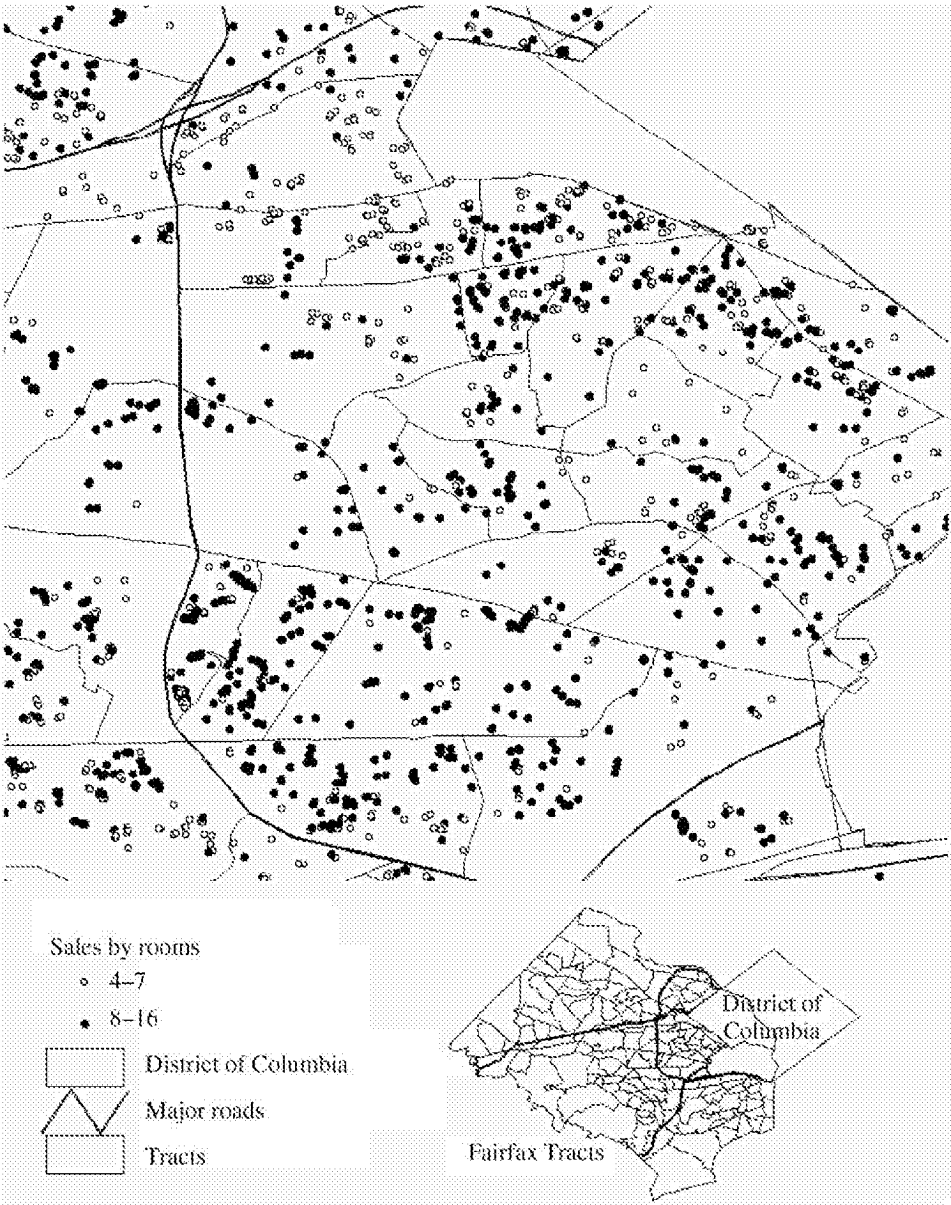 Sales by rooms
4–7
8–16
District of Columbia
Major roads
Tracts
District of
Columbia
Fairfax Tracts